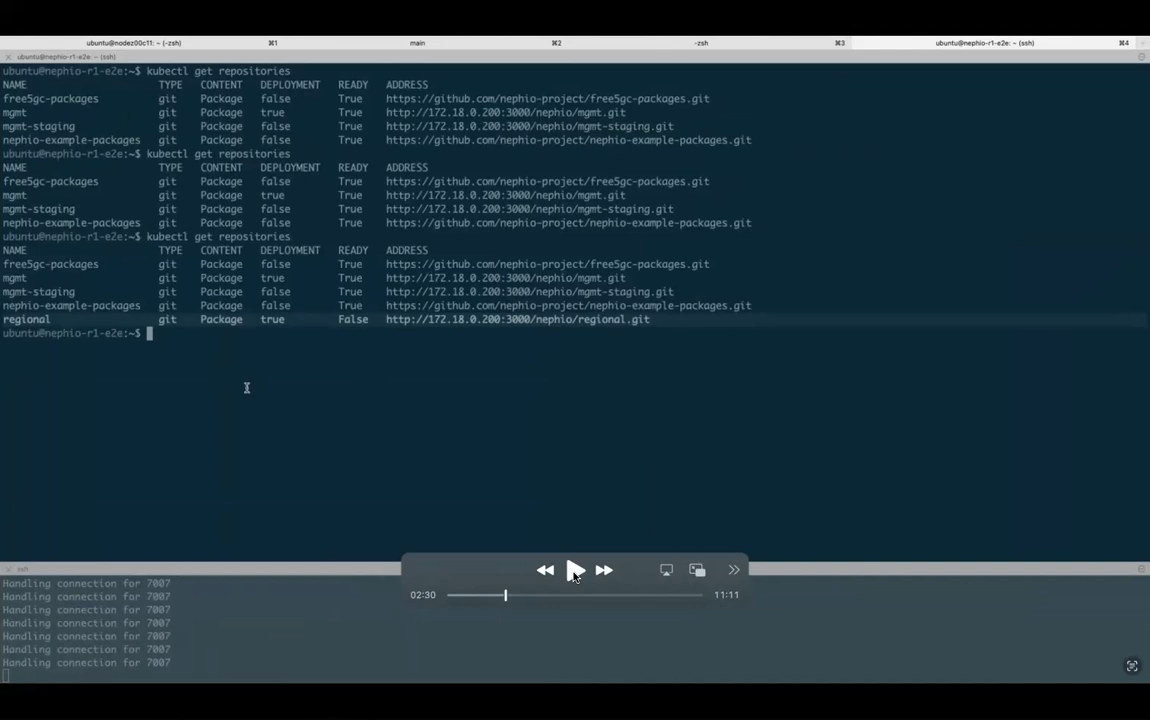 ubuntu@nodez00c11: ~ (-zsh) ⌘1 main ⌘2 -zsh ⌘3 ubuntu@nephio-r1-e2e: ~ (ssh) ⌘4
ubuntu@nephio-r1-e2e: ~ (ssh)
ubuntu@nephio-r1-e2e:~$ kubectl get repositories
NAME TYPE CONTENT DEPLOYMENT READY ADDRESS
free5gc-packages git Package false True https://github.com/nephio-project/free5gc-packages.git
mgmt git Package true True http://172.18.0.200:3000/nephio/mgmt.git
mgmt-staging git Package false True http://172.18.0.200:3000/nephio/mgmt-staging.git
nephio-example-packages git Package false True https://github.com/nephio-project/nephio-example-packages.git
ubuntu@nephio-r1-e2e:~$ kubectl get repositories
NAME TYPE CONTENT DEPLOYMENT READY ADDRESS
free5gc-packages git Package false True https://github.com/nephio-project/free5gc-packages.git
mgmt git Package true True http://172.18.0.200:3000/nephio/mgmt.git
mgmt-staging git Package false True http://172.18.0.200:3000/nephio/mgmt-staging.git
nephio-example-packages git Package false True https://github.com/nephio-project/nephio-example-packages.git
ubuntu@nephio-r1-e2e:~$ kubectl get repositories
NAME TYPE CONTENT DEPLOYMENT READY ADDRESS
free5gc-packages git Package false True https://github.com/nephio-project/free5gc-packages.git
mgmt git Package true True http://172.18.0.200:3000/nephio/mgmt.git
mgmt-staging git Package false True http://172.18.0.200:3000/nephio/mgmt-staging.git
nephio-example-packages git Package false True https://github.com/nephio-project/nephio-example-packages.git
regional git Package true False http://172.18.0.200:3000/nephio/regional.git
ubuntu@nephio-r1-e2e:~$
ssh
Handling connection for 7007
Handling connection for 7007
Handling connection for 7007
Handling connection for 7007
Handling connection for 7007
Handling connection for 7007
Handling connection for 7007
02:30 11:11